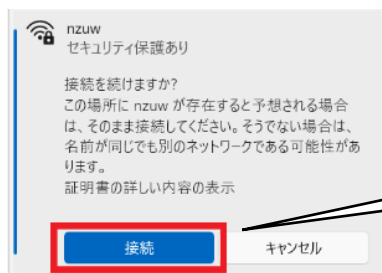 nzuw
セキュリティ保護あり
接続を続けますか?
この場所に nzuw が存在すると予想される場合
は、そのまま接続してください。そうでない場合は、
名前が同じでも別のネットワークである可能性があ
ります。
証明書の詳しい内容の表示
接続
キャンセル